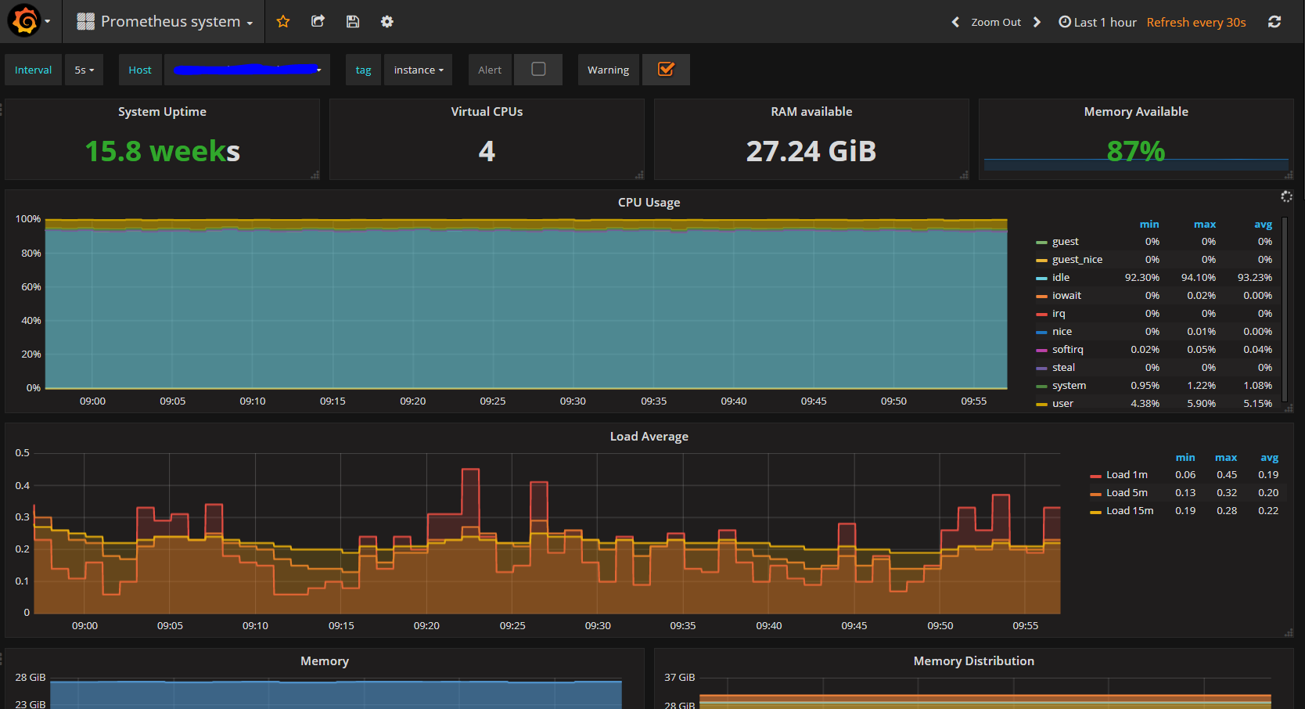 Prometheus system
Zoom Out Last 1 hour Refresh every 30s
Interval 5s Host tag instance Alert Warning
System Uptime Virtual CPUs RAM available Memory Available
15.8 weeks 4 27.24 GiB 87%
CPU Usage
100%
80%
60%
40%
20%
0%
09:00 09:05 09:10 09:15 09:20 09:25 09:30 09:35 09:40 09:45 09:50 09:55
min max avg
guest 0% 0% 0%
guest_nice 0% 0% 0%
idle 92.30% 94.10% 93.23%
iowait 0% 0.02% 0.00%
irq 0% 0% 0%
nice 0% 0.01% 0.00%
softirq 0.02% 0.05% 0.04%
steal 0% 0% 0%
system 0.95% 1.22% 1.08%
user 4.38% 5.90% 5.15%
Load Average
0.5
0.4
0.3
0.2
0.1
0
09:00 09:05 09:10 09:15 09:20 09:25 09:30 09:35 09:40 09:45 09:50 09:55
min max avg
Load 1m 0.06 0.45 0.19
Load 5m 0.13 0.32 0.20
Load 15m 0.19 0.28 0.22
Memory
28 GiB
23 GiB
Memory Distribution
37 GiB
28 GiB